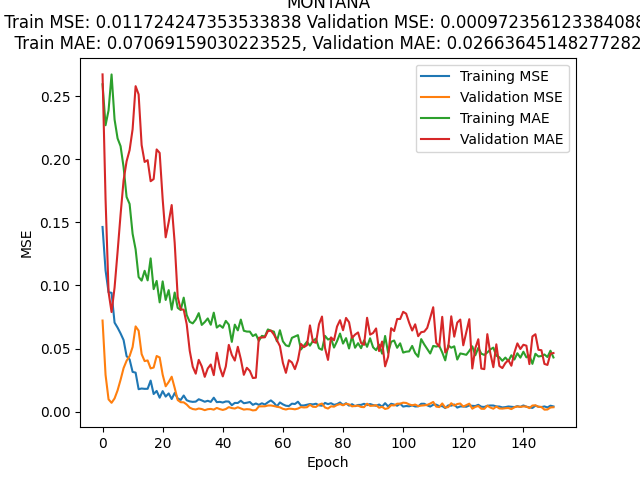 MONTANA
Train MSE: 0.011724247353533838 Validation MSE: 0.000972356123384088
Train MAE: 0.07069159030223525, Validation MAE: 0.02663645148277282
Training MSE
Validation MSE
Training MAE
Validation MAE
0.25
0.20
0.15
0.10
0.05
0.00
MSE
0 20 40 60 80 100 120 140
Epoch